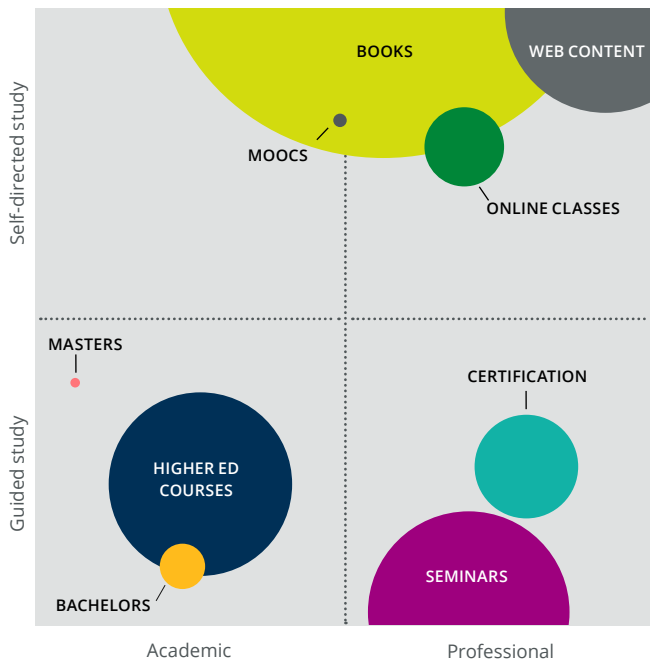 BOOKS
WEB CONTENT
MOOCS
ONLINE CLASSES
Self-directed study
MASTERS
CERTIFICATION
HIGHER ED
COURSES
Guided study
SEMINARS
BACHELORS
Academic
Professional